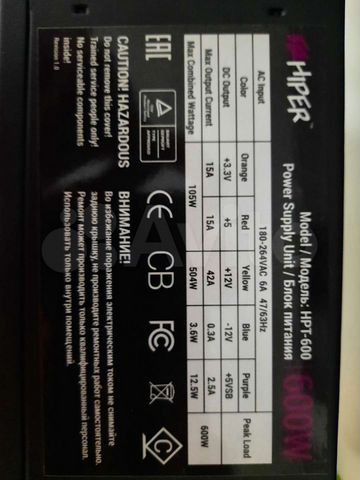 HIPER™
600W
Model / Модель: HPT-600
Power Supply Unit / Блок питания
AC Input 180-264VAC 6A 47/63Hz
Color Orange Red Yellow Blue Purple Peak Load
DC Output +3.3V +5 +12V -12V +5VSB
Max Output Current 15A 15A 42A 0.3A 2.5A 600W
Max Combined Wattage 105W 504W 3.6W 12.5W
EAC
CE CB FC
CAUTION! HAZARDOUS
Do not remove this cover!
Trained service people only!
No serviceable components
inside!
Revision 1.0
ВНИМАНИЕ!
Во избежание поражения электрическим током не снимайте
заднюю крышку, не производите ремонтных работ самостоятельно.
Ремонт может производить только квалифицированный персонал.
Использовать только внутри помещений.
Avito